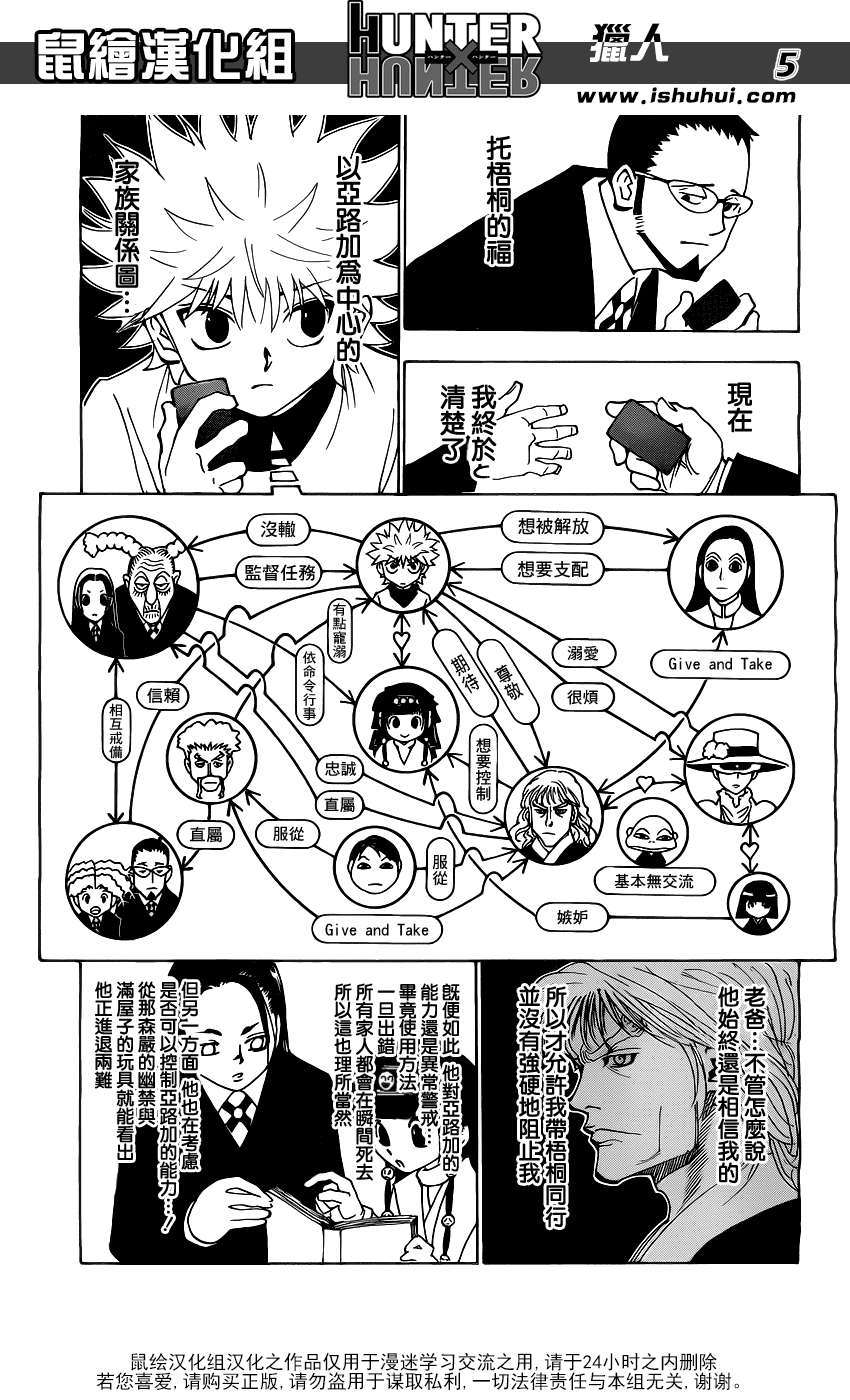 鼠繪漢化組
HUNTER
×
ハンター ハンター
HUNTER
獵人
5
www.ishuhui.com
托梧桐的福
現在
我終於
清楚了
以亞路加爲中心的
家族關係圖…
沒轍
想被解放
監督任務
想要支配
有點寵溺
依命令行事
期待
尊敬
溺愛
Give and Take
很煩
信賴
相互戒備
想要控制
忠誠
直屬
直屬
服從
服從
基本無交流
Give and Take
嫉妒
老爸…不管怎麼說
他始終還是相信我的
所以才允許我帶梧桐同行
並沒有強硬地阻止我
既便如此，他對亞路加的
能力還是異常警戒…
畢竟使用方法
一旦出錯
所有家人都會在瞬間死去
所以這也理所當然
但另一方面，他也在考慮
是否可以控制亞路加的能力…！
從那森嚴的幽禁與
滿屋子的玩具就能看出
他正進退兩難
鼠绘汉化组汉化之作品仅用于漫迷学习交流之用,请于24小时之内删除
若您喜爱,请购买正版,请勿盗用于谋取私利,一切法律责任与本组无关,谢谢。